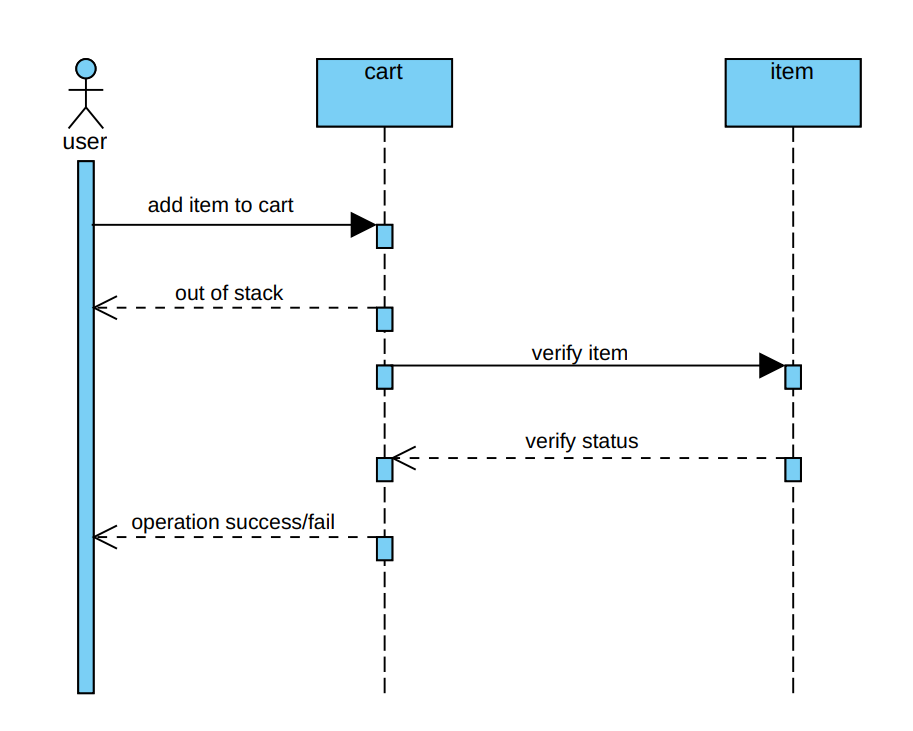 cart
item
user
add item to cart
out of stack
verify item
verify status
operation success/fail